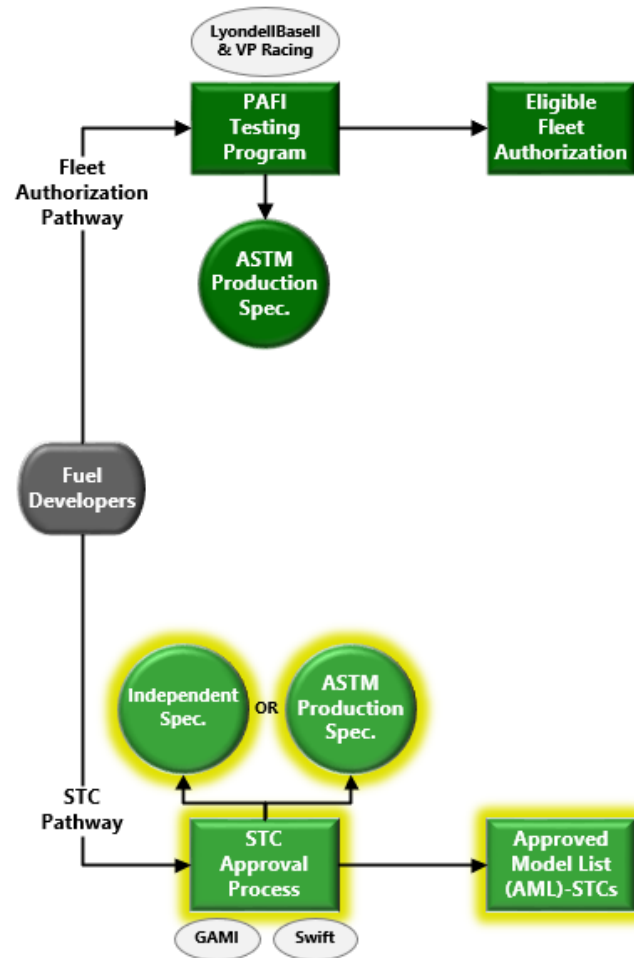 LyondellBasell
& VP Racing
PAFI
Testing
Program
Eligible
Fleet
Authorization
Fleet
Authorization
Pathway
ASTM
Production
Spec.
Fuel
Developers
Independent
Spec.
OR
ASTM
Production
Spec.
STC
Pathway
STC
Approval
Process
Approved
Model List
(AML)-STCs
GAMI
Swift